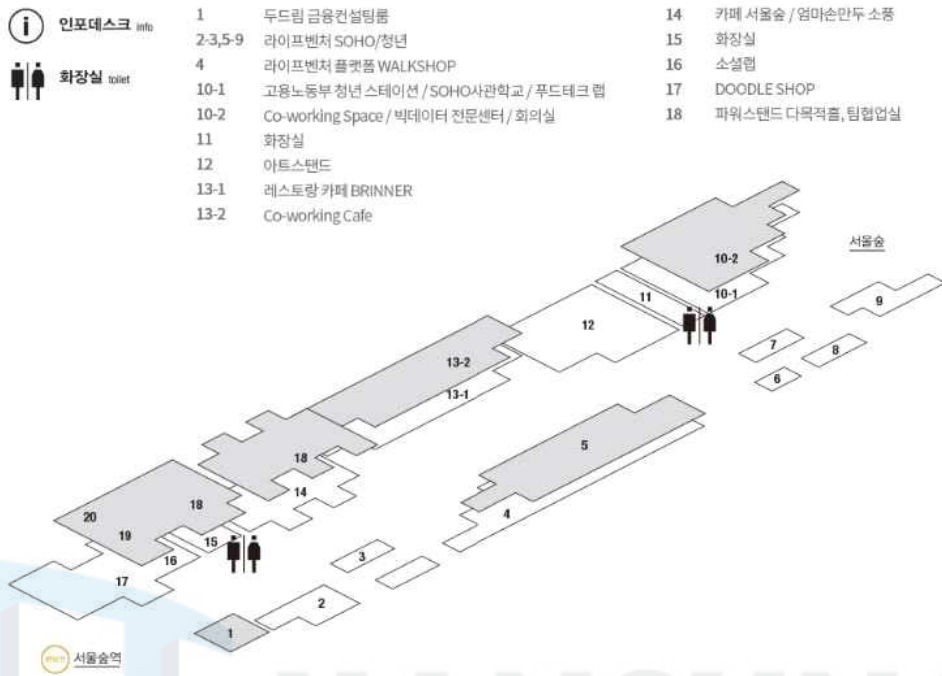 인포데스크 info
화장실 toilet
1 두드림 금융컨설팅룸
2-3,5-9 라이프벤처 SOHO/청년
4 라이프벤처 플랫폼 WALKSHOP
10-1 고용노동부 청년 스테이션 / SOHO사관학교 / 푸드테크 랩
10-2 Co-working Space / 빅데이터 전문센터 / 회의실
11 화장실
12 아트스탠드
13-1 레스토랑 카페 BRINNER
13-2 Co-working Cafe
14 카페 서울숲 / 엄마손만두 소풍
15 화장실
16 소셜랩
17 DOODLE SHOP
18 파워스탠드 다목적홀, 팀협업실
서울숲
10-2
10-1
11
9
12
7
8
6
13-2
13-1
5
18
14
4
20
18
19
15
16
3
17
2
1
서울숲역